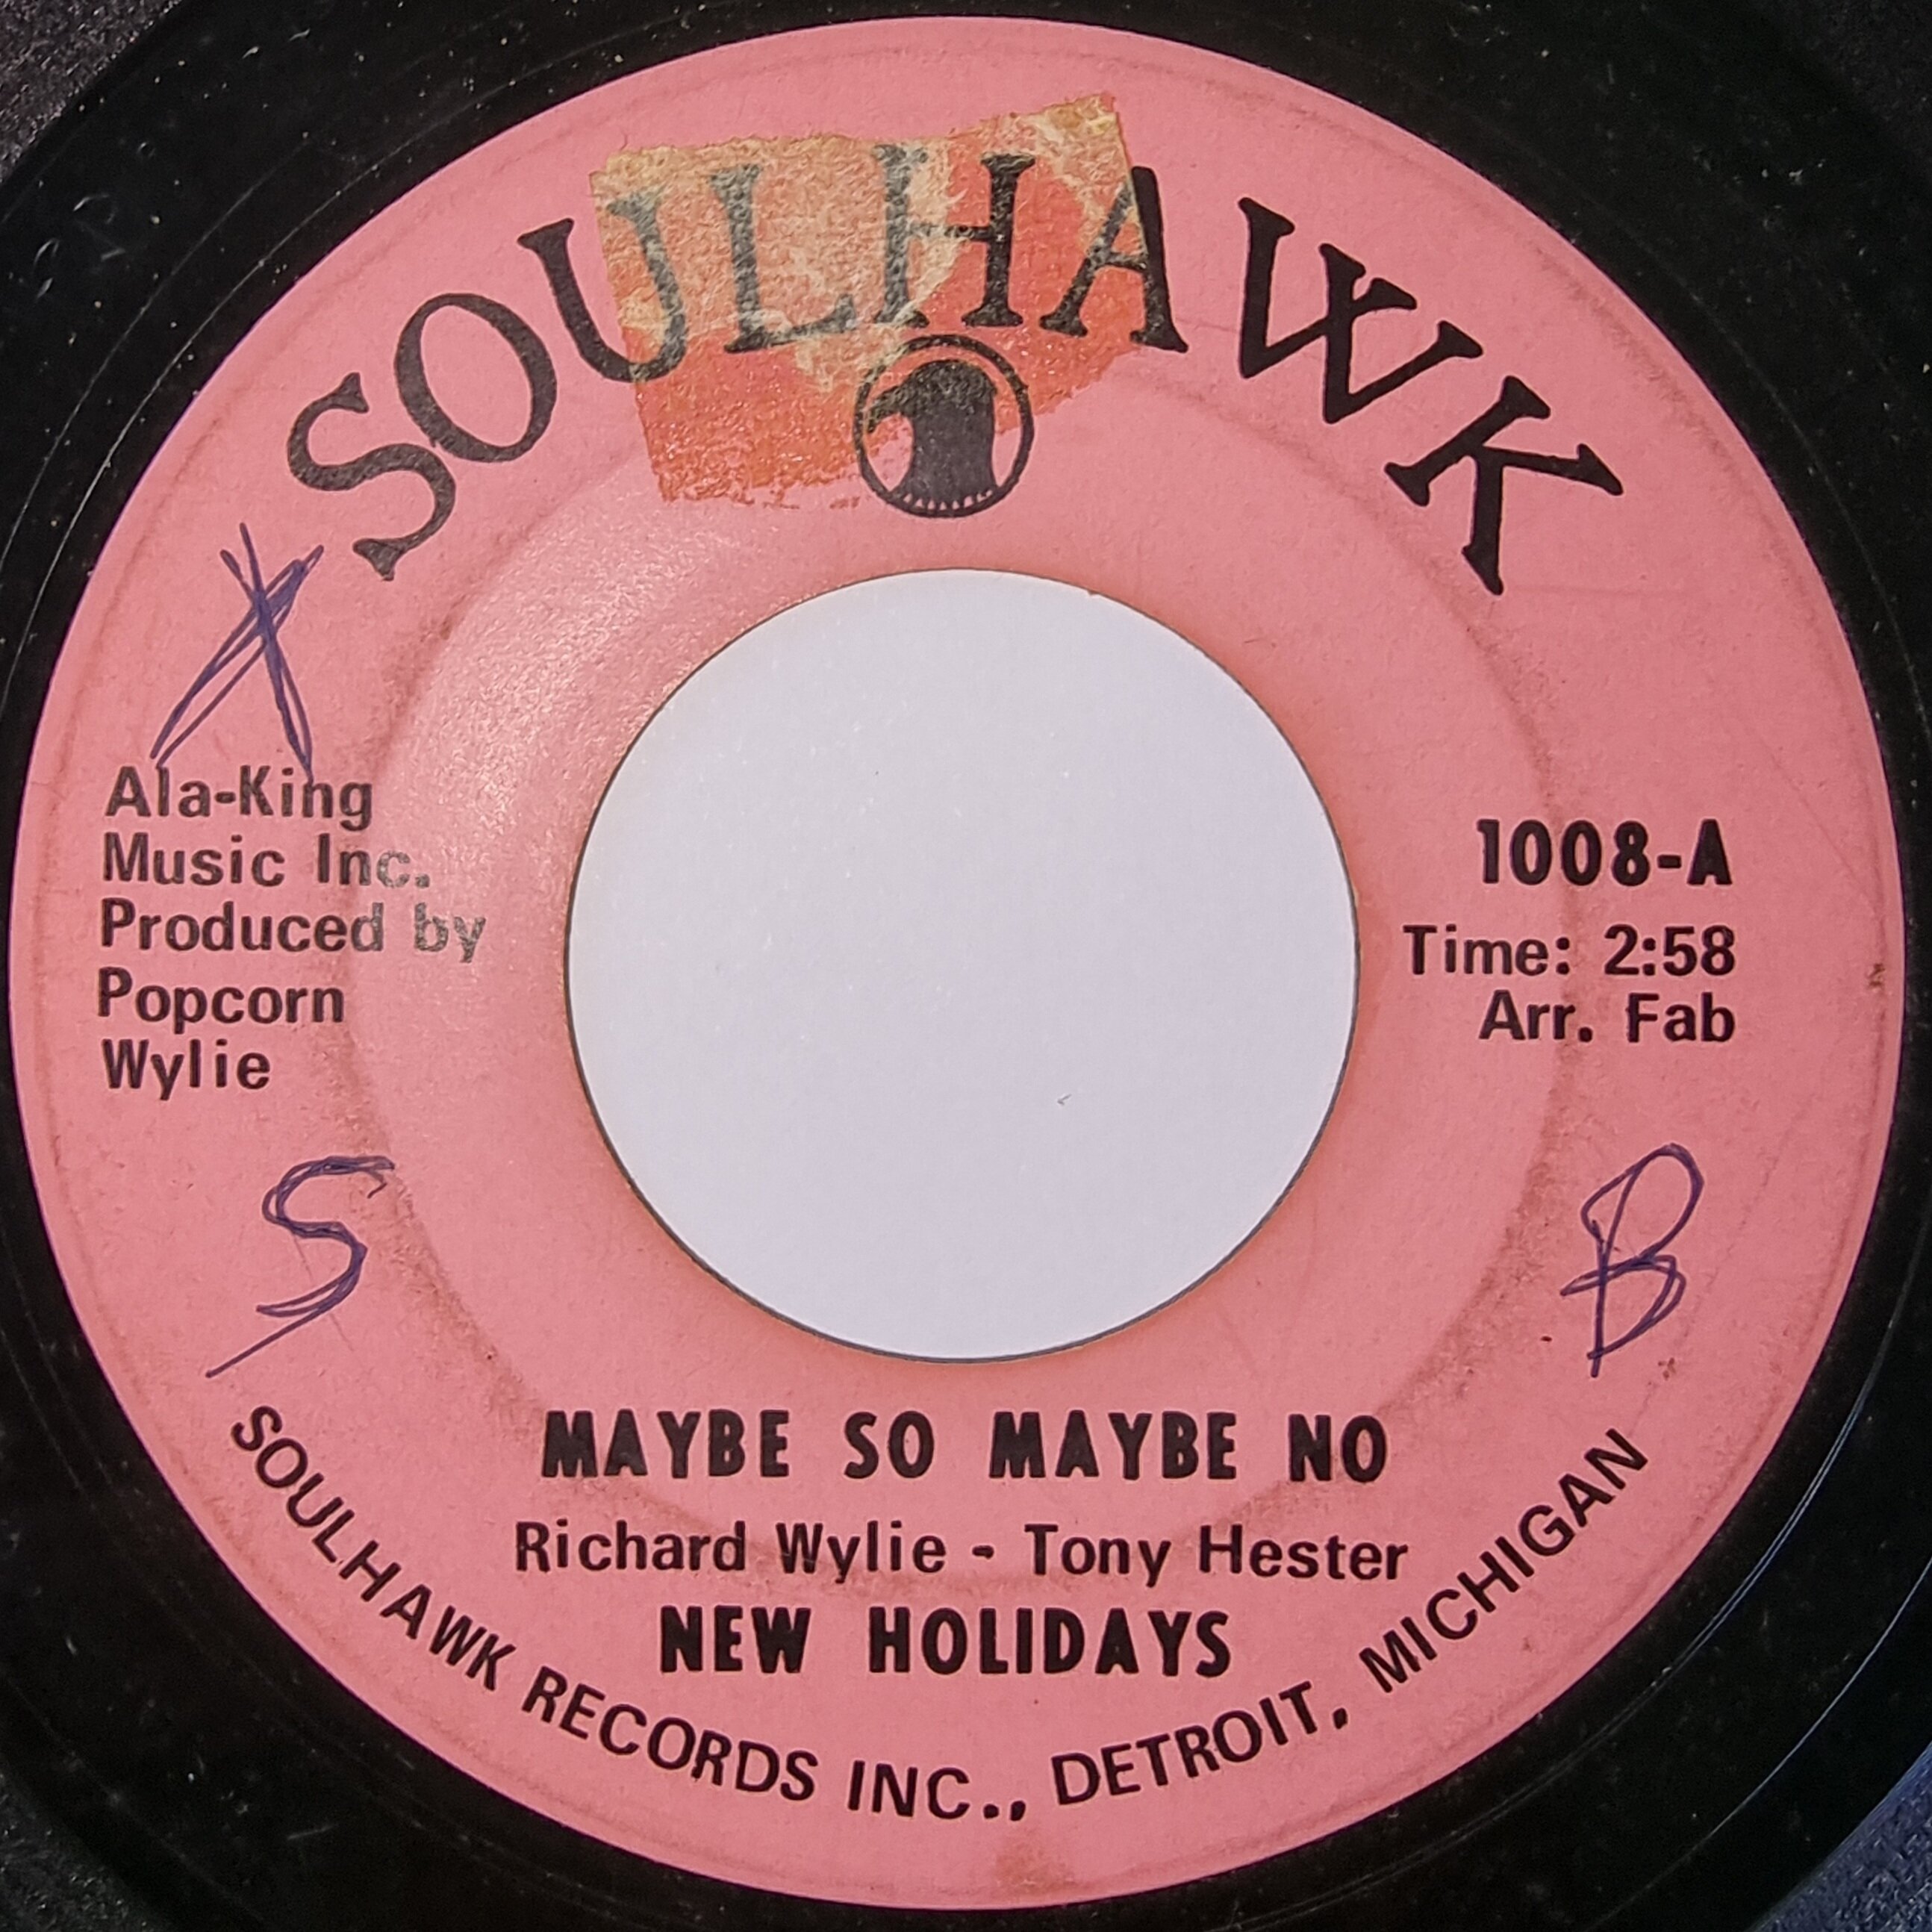 SOULHAWK
X
Ala-King
Music Inc.
Produced by
Popcorn
Wylie
1008-A
Time: 2:58
Arr. Fab
S
B
MAYBE SO MAYBE NO
Richard Wylie - Tony Hester
NEW HOLIDAYS
SOULHAWK RECORDS INC., DETROIT, MICHIGAN